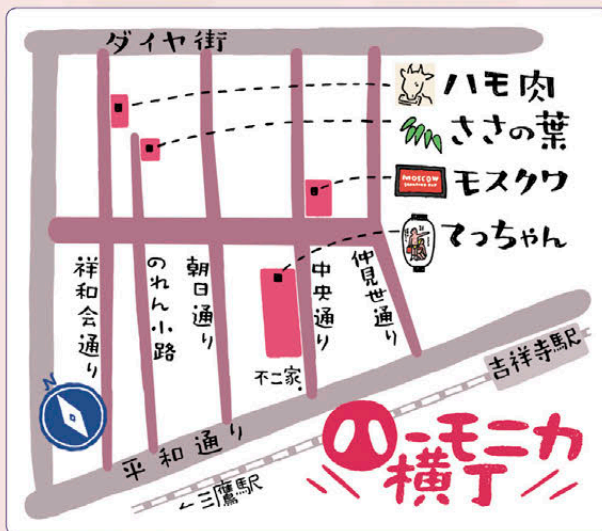 ダイヤ街
ハモ肉
ささの葉
MOSCOW
モスクワ
てっちゃん
祥和会通り
のれん小路
朝日通り
中央通り
仲見世通り
不二家
吉祥寺駅
N
平和通り
←三鷹駅
ハーモニカ
横丁